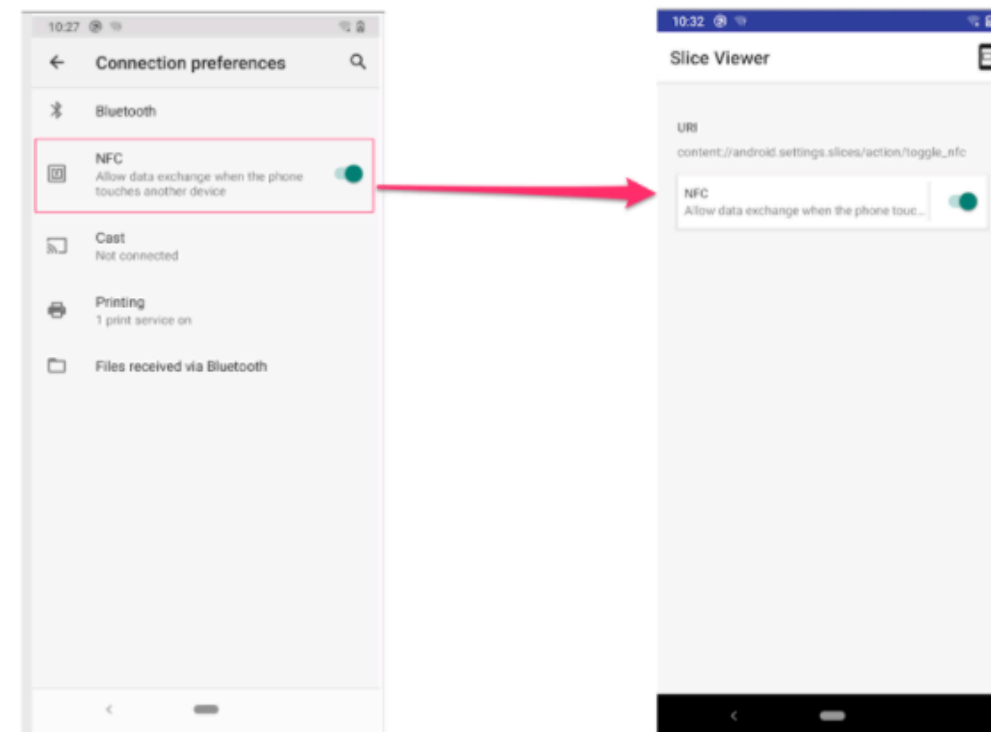 10:27
Connection preferences
Bluetooth
NFC
Allow data exchange when the phone
touches another device
Cast
Not connected
Printing
1 print service on
Files received via Bluetooth
10:32
Slice Viewer
URI
content://android.settings.slices/action/toggle_nfc
NFC
Allow data exchange when the phone touc...